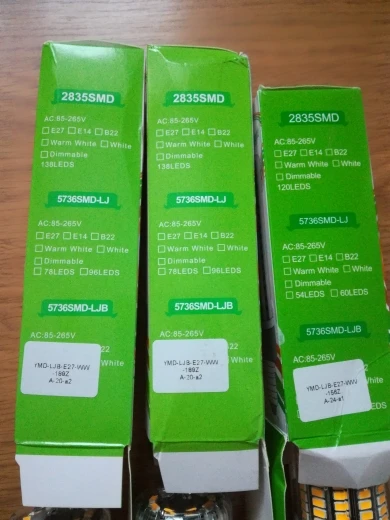 2835SMD
AC:85-265V
□ E27 □ E14 □ B22
□ Warm White □ White
□ Dimmable
138LEDS
5736SMD-LJ
AC:85-265V
□ E27 □ E14 □ B22
□ Warm White □ White
□ Dimmable
□ 78LEDS □ 96LEDS
5736SMD-LJB
AC:85-265V
B22
White
YMD-LJB-E27-WW
-189Z
A-20-a2
2835SMD
AC:85-265V
□ E27 □ E14 □ B22
□ Warm White □ White
□ Dimmable
138LEDS
5736SMD-LJ
AC:85-265V
□ E27 □ E14 □ B22
□ Warm White □ White
□ Dimmable
□ 78LEDS □ 96LEDS
5736SMD-LJB
AC:85-265V
White
YMD-LJB-E27-WW
-189Z
A-20-a2
2835SMD
AC:85-265V
□ E27 □ E14 □ B22
□ Warm White □ White
□ Dimmable
120LEDS
5736SMD-LJ
AC:85-265V
□ E27 □ E14 □ B22
□ Warm White □ White
□ Dimmable
□ 54LEDS □ 60LEDS
5736SMD-LJB
AC:85-265V
White
YMD-LJB-E27-WW
A-24-a1